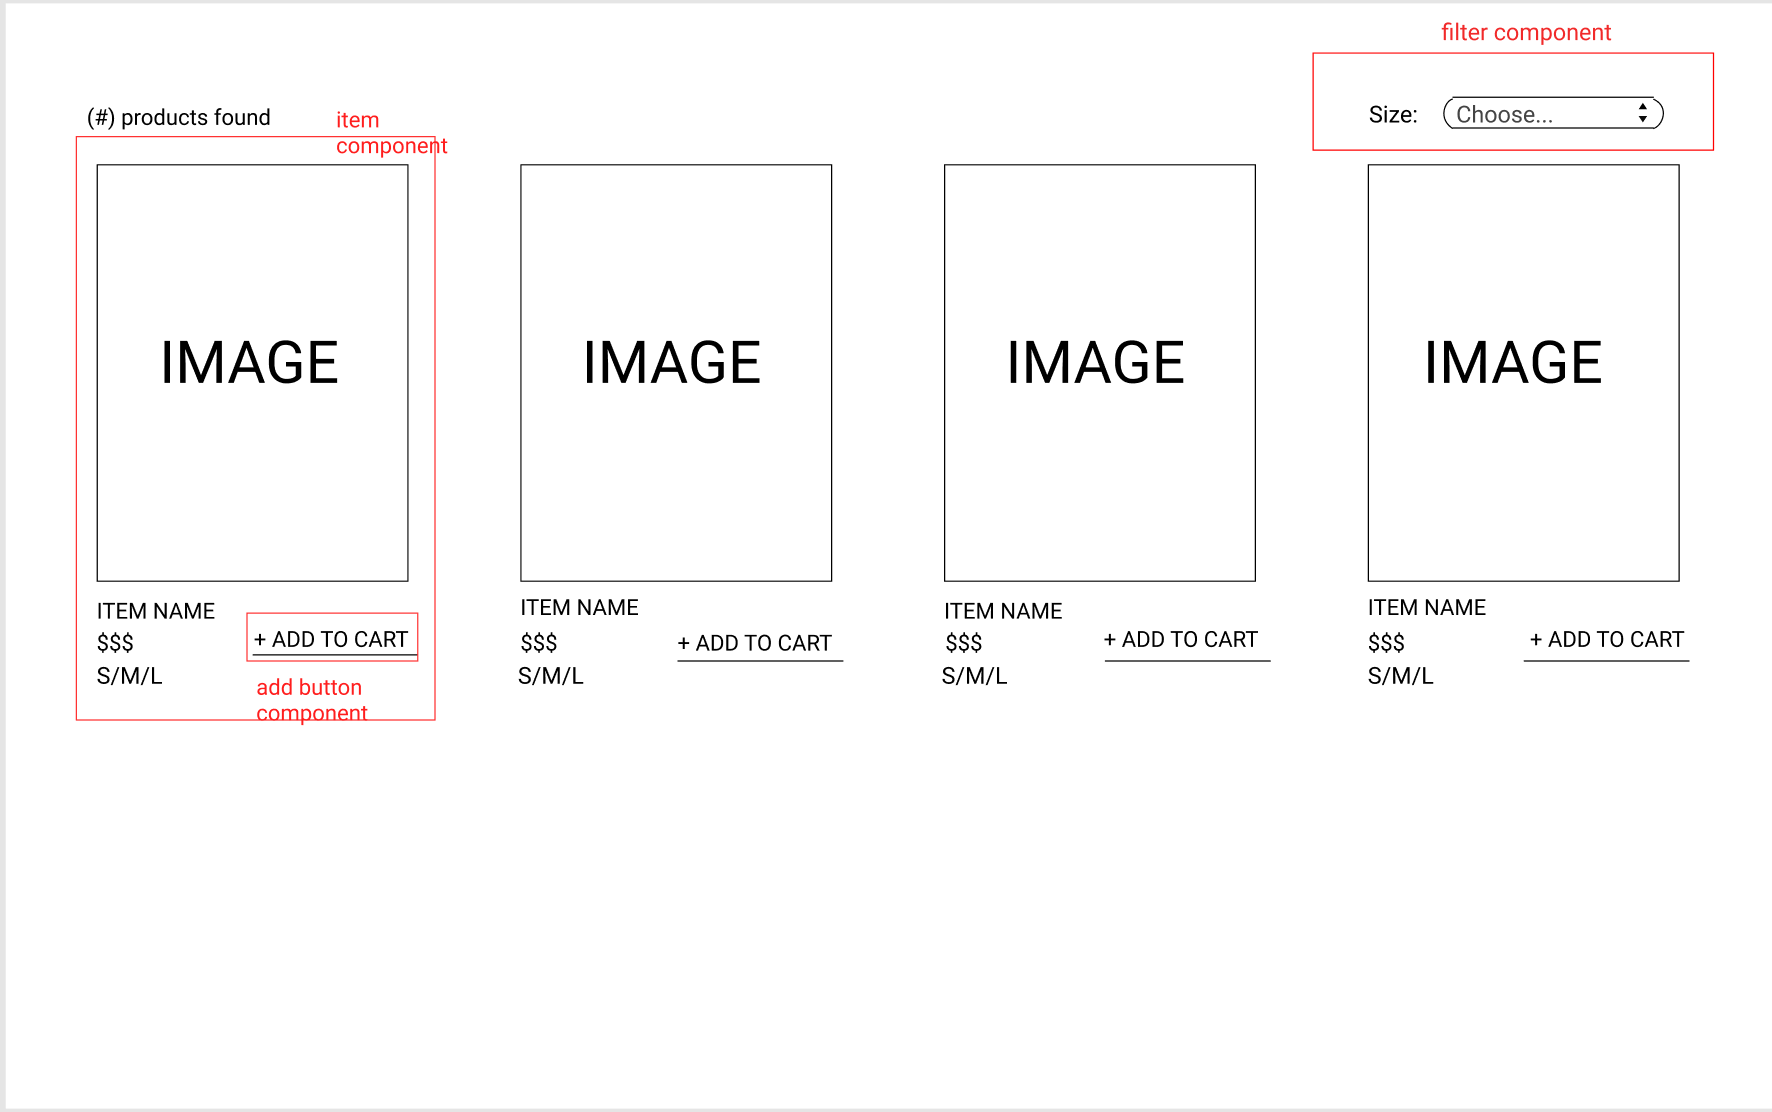 filter component
(#) products found
item
component
Size:
Choose...
IMAGE
IMAGE
IMAGE
IMAGE
ITEM NAME
$$$
S/M/L
+ ADD TO CART
add button
component
ITEM NAME
$$$
S/M/L
+ ADD TO CART
ITEM NAME
$$$
S/M/L
+ ADD TO CART
ITEM NAME
$$$
S/M/L
+ ADD TO CART